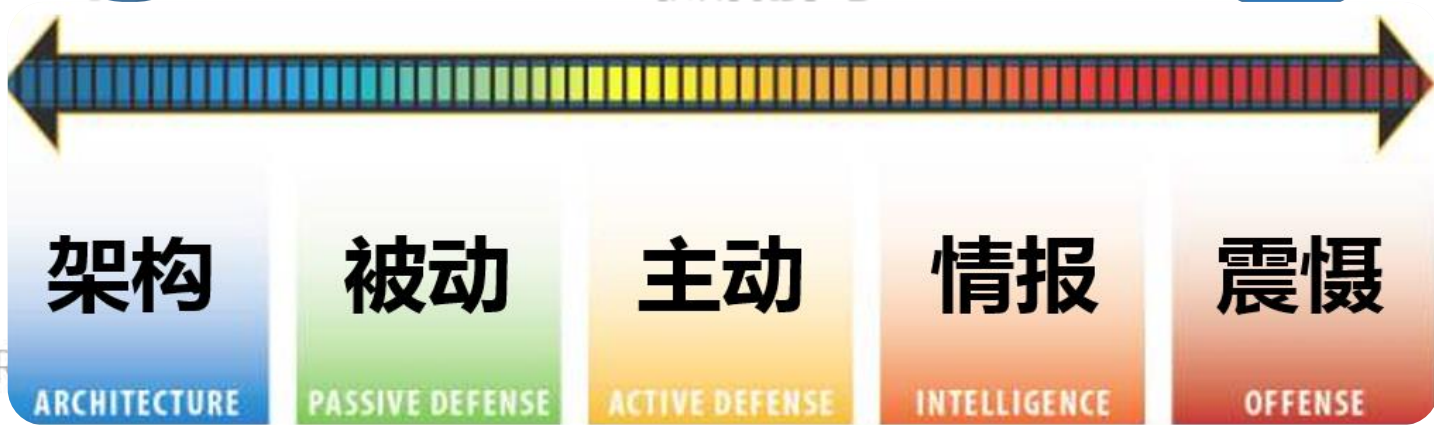 架构
被动
主动
情报
震慑
ARCHITECTURE
PASSIVE DEFENSE
ACTIVE DEFENSE
INTELLIGENCE
OFFENSE